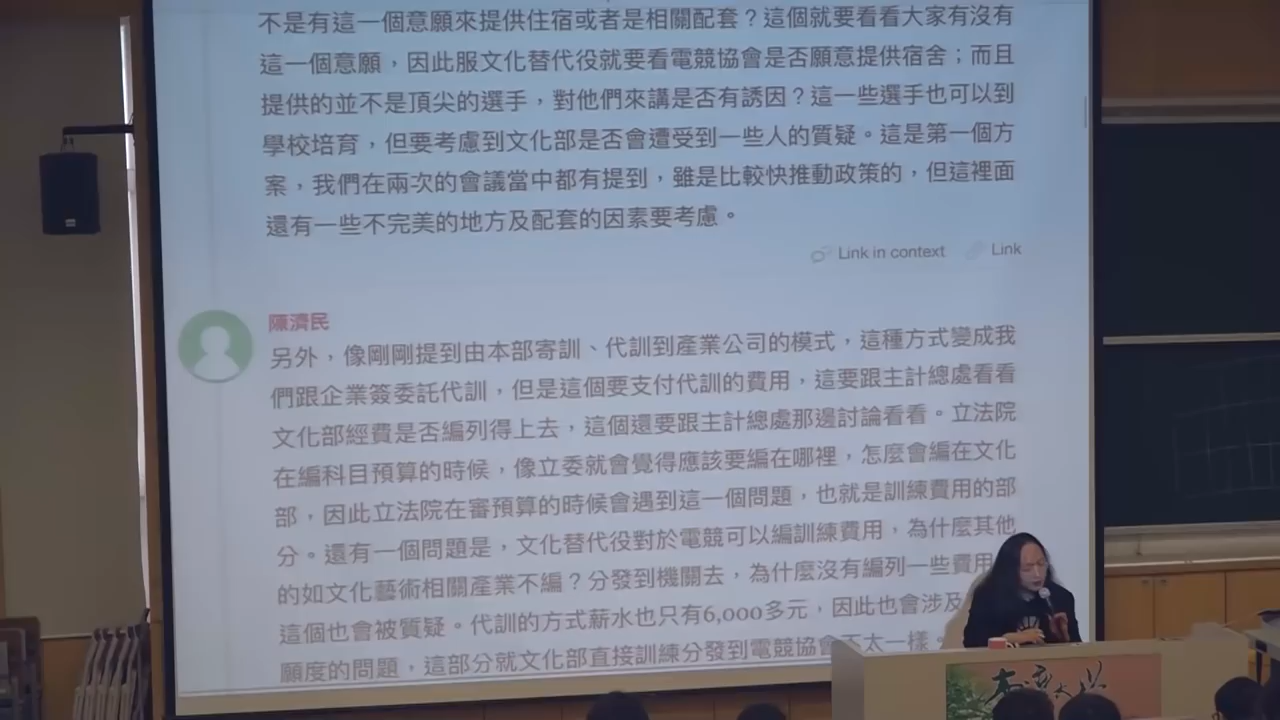 不是有這一個意願來提供住宿或者是相關配套？這個就要看看大家有沒有
這一個意願，因此服文化替代役就要看電競協會是否願意提供宿舍；而且
提供的並不是頂尖的選手，對他們來講是否有誘因？這一些選手也可以到
學校培育，但要考慮到文化部是否會遭受到一些人的質疑。這是第一個方
案，我們在兩次的會議當中都有提到，雖是比較快推動政策的，但這裡面
還有一些不完美的地方及配套的因素要考慮。
Link in context Link
陳濟民
另外，像剛剛提到由本部寄訓、代訓到產業公司的模式，這種方式變成我
們跟企業簽委託代訓，但是這個要支付代訓的費用，這要跟主計總處看看
文化部經費是否編列得上去，這個還要跟主計總處那邊討論看看。立法院
在編科目預算的時候，像立委就會覺得應該要編在哪裡，怎麼會編在文化
部，因此立法院在審預算的時候會遇到這一個問題，也就是訓練費用的部
分。還有一個問題是，文化替代役對於電競可以編訓練費用，為什麼其他
的如文化藝術相關產業不編？分發到機關去，為什麼沒有編列一些費用
這個也會被質疑。代訓的方式薪水也只有6,000多元，因此也會涉及
願度的問題，這部分就文化部直接訓練分發到電競協會不太一樣。